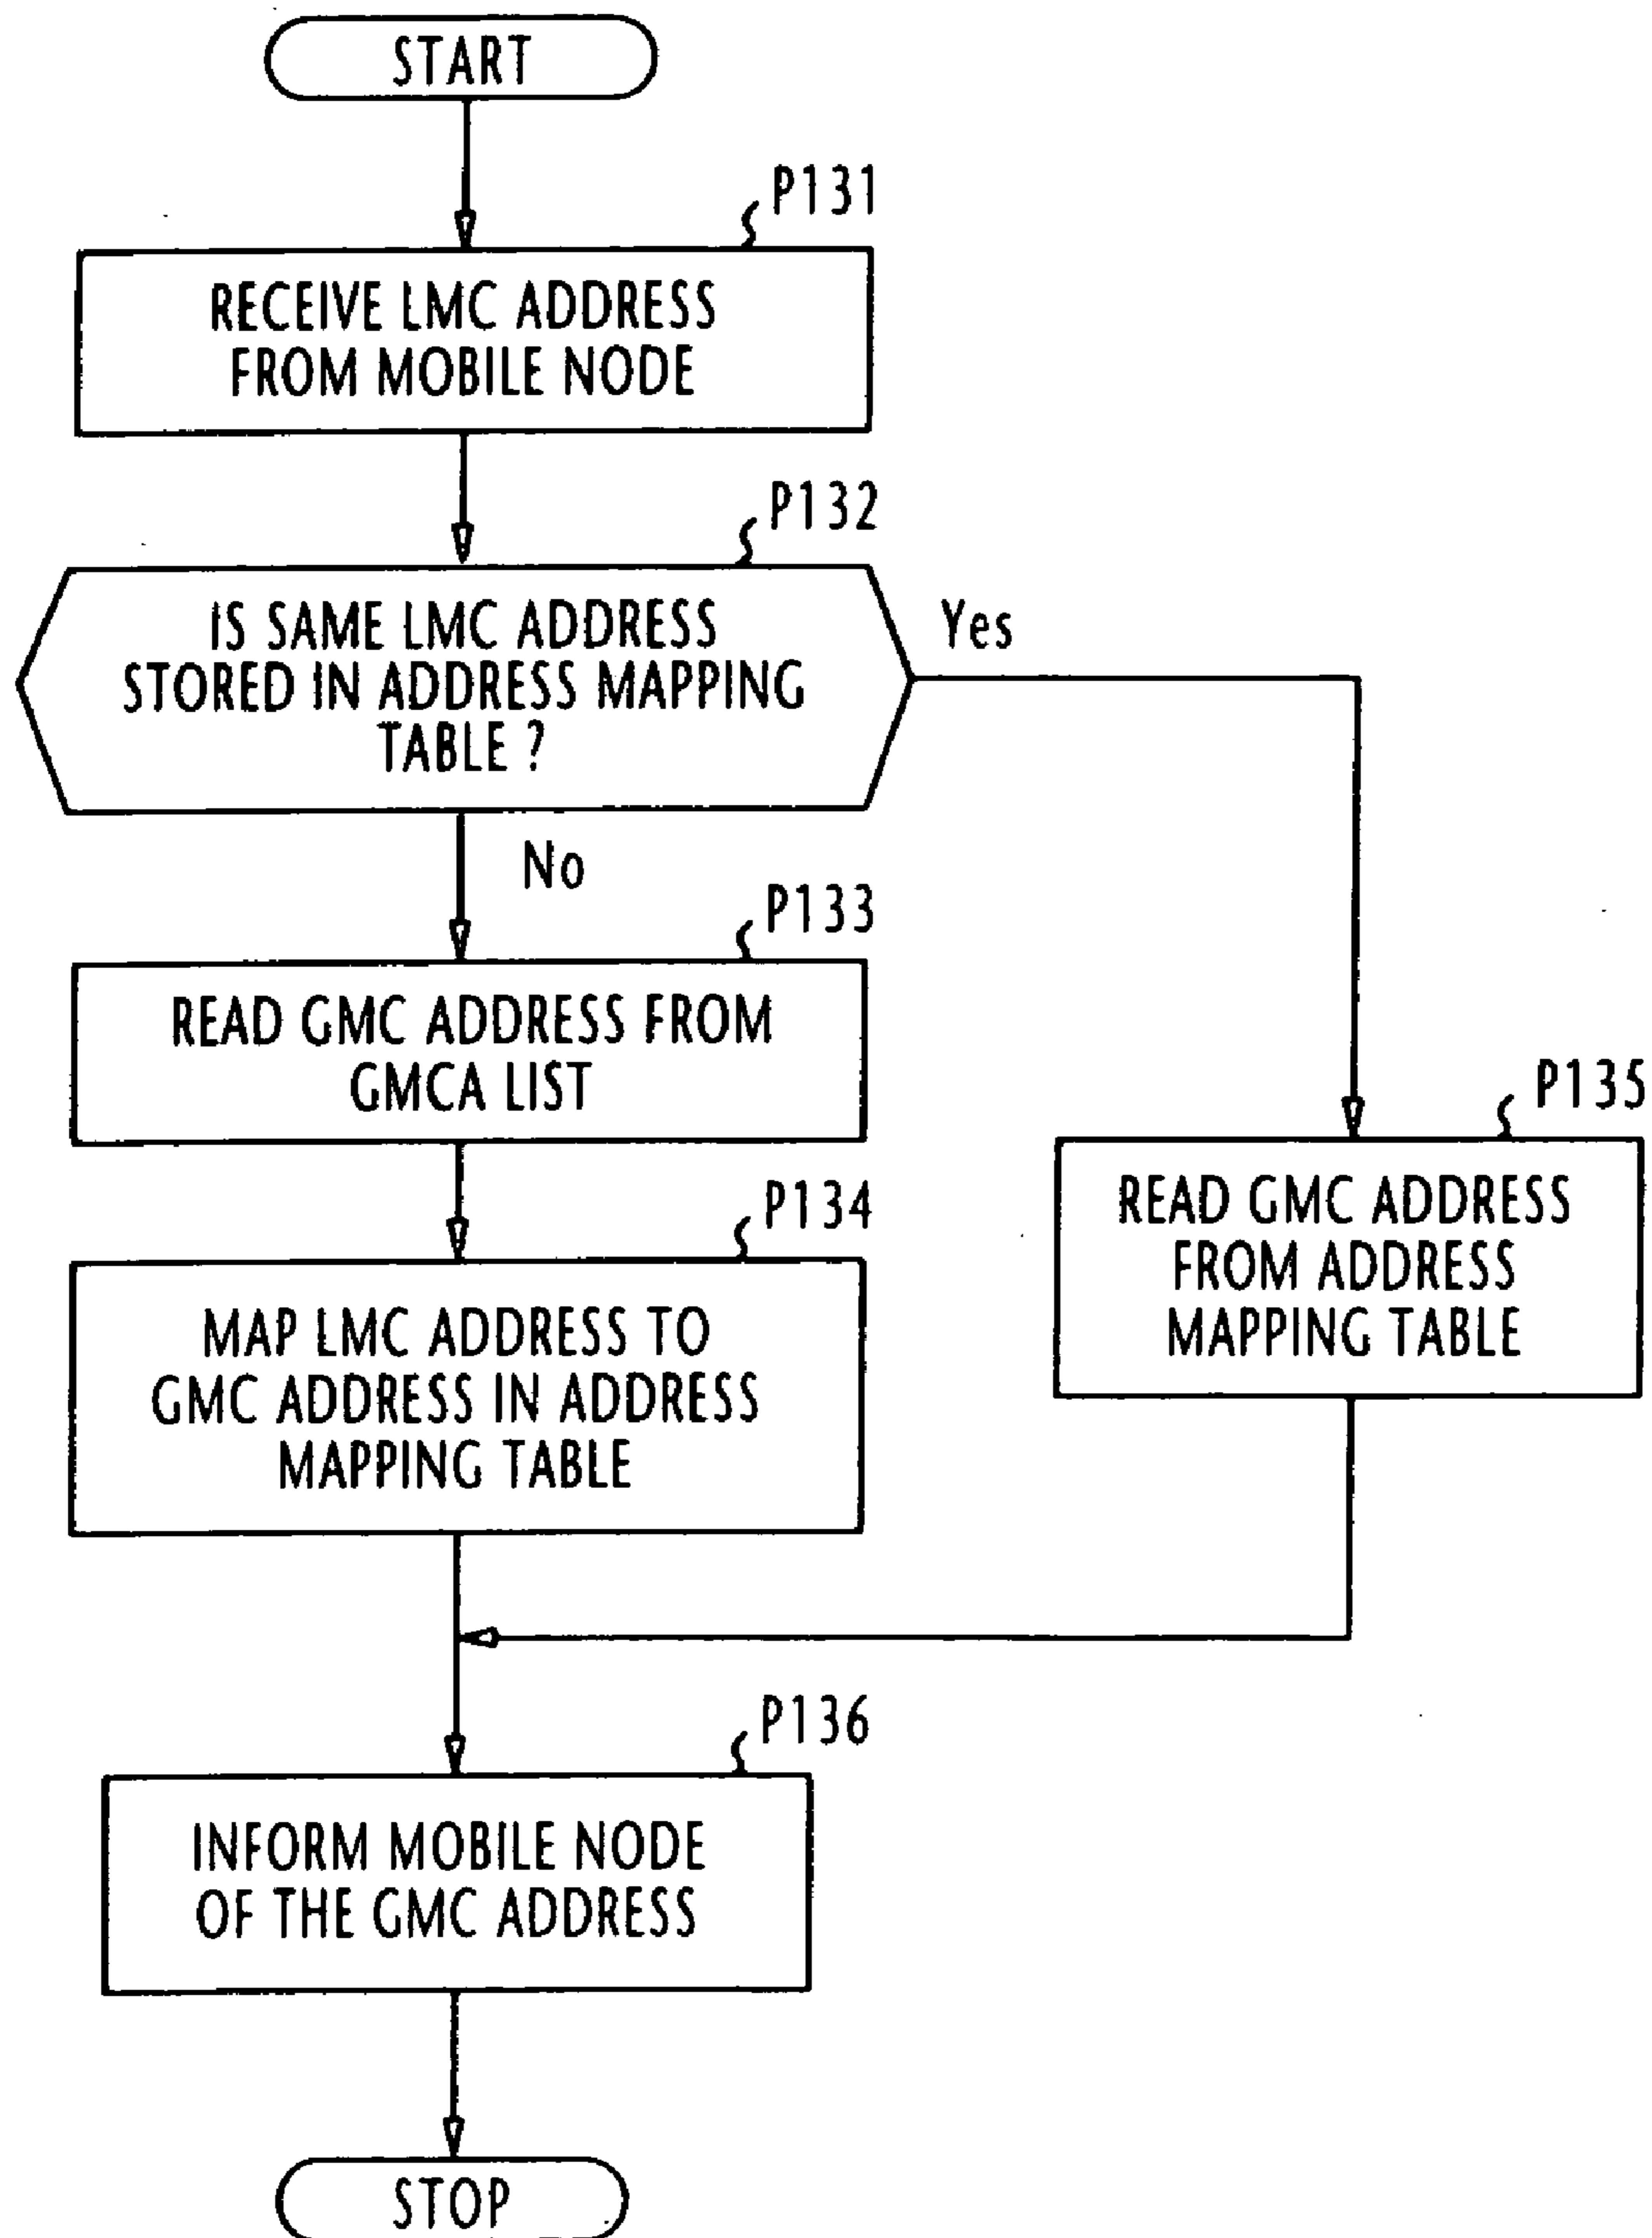 START
P131
RECEIVE LMC ADDRESS
FROM MOBILE NODE
P132
IS SAME LMC ADDRESS
STORED IN ADDRESS MAPPING
TABLE ?
Yes
No
P133
READ GMC ADDRESS FROM
GMCA LIST
P134
MAP LMC ADDRESS TO
GMC ADDRESS IN ADDRESS
MAPPING TABLE
P135
READ GMC ADDRESS
FROM ADDRESS
MAPPING TABLE
P136
INFORM MOBILE NODE
OF THE GMC ADDRESS
STOP